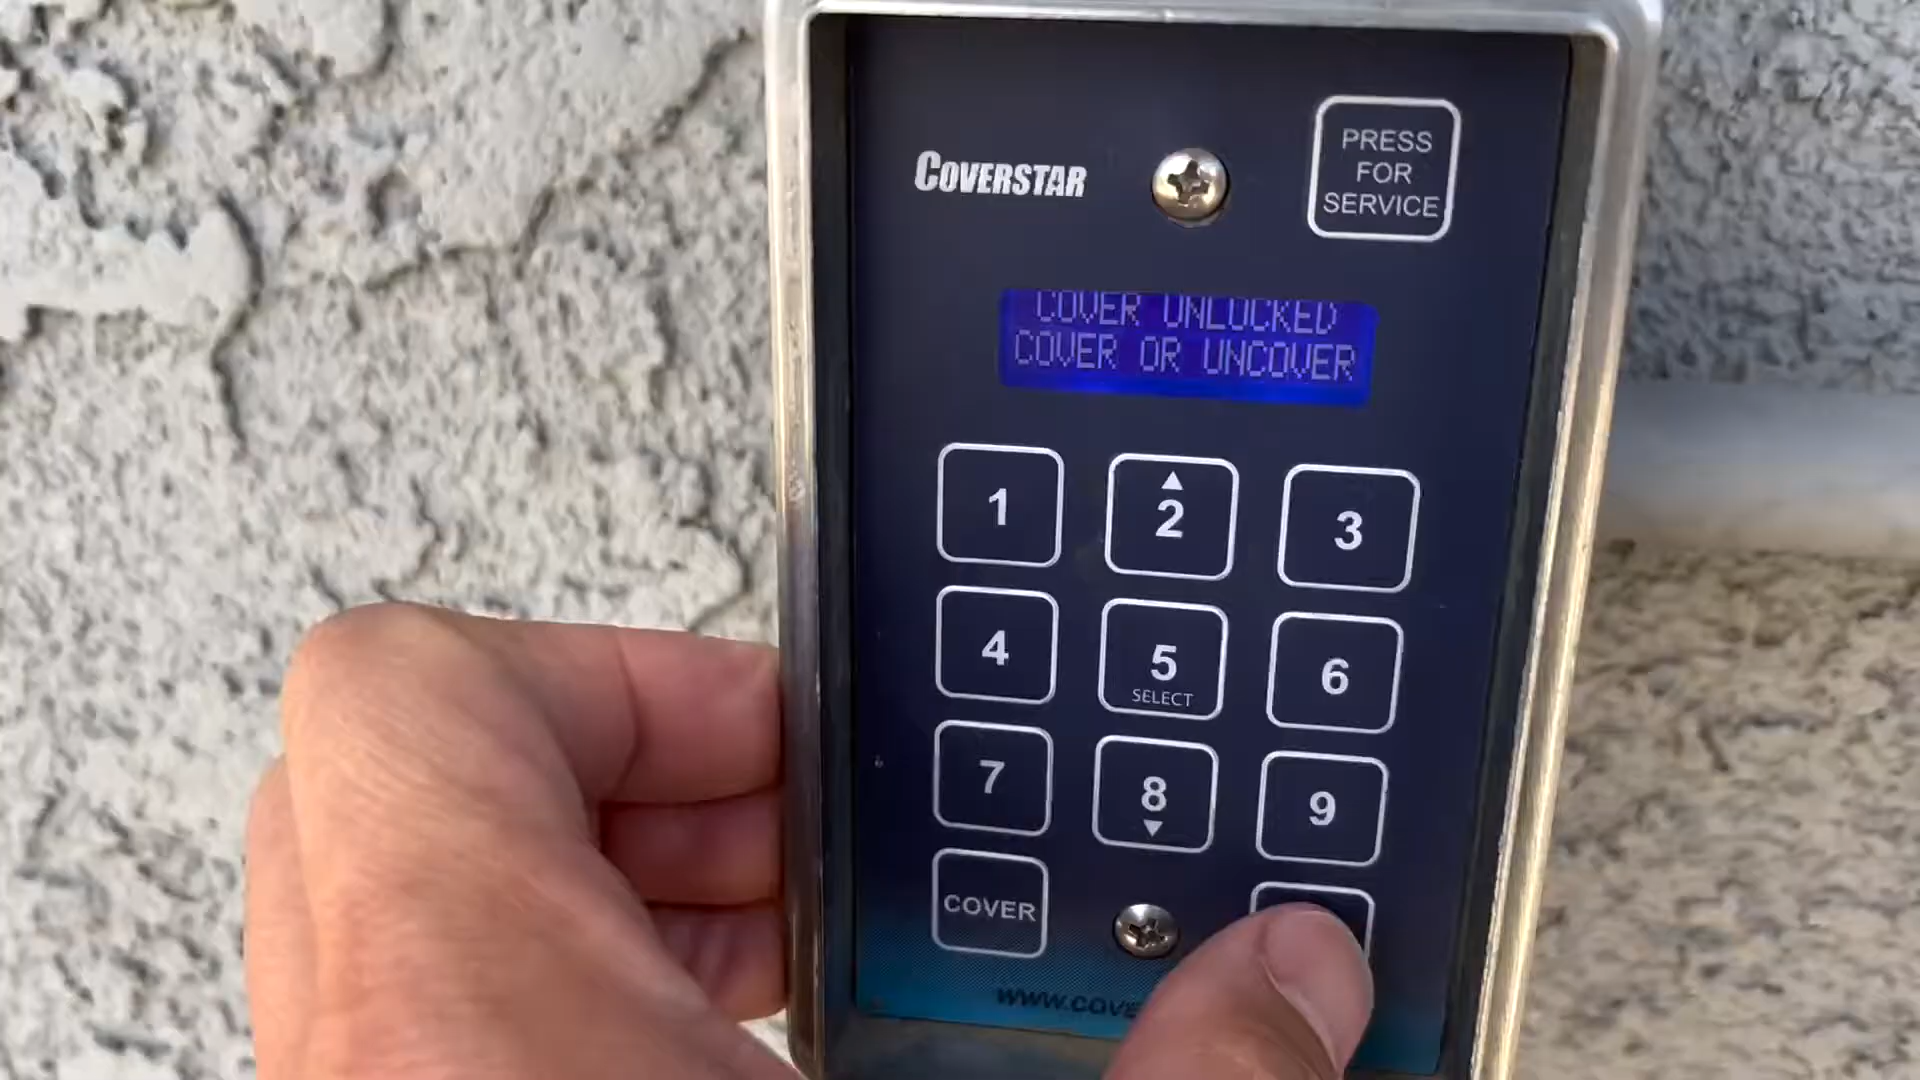 COVERSTAR
PRESS
FOR
SERVICE
COVER UNLOCKED
COVER OR UNCOVER
1
2
3
4
5
SELECT
6
7
8
9
COVER